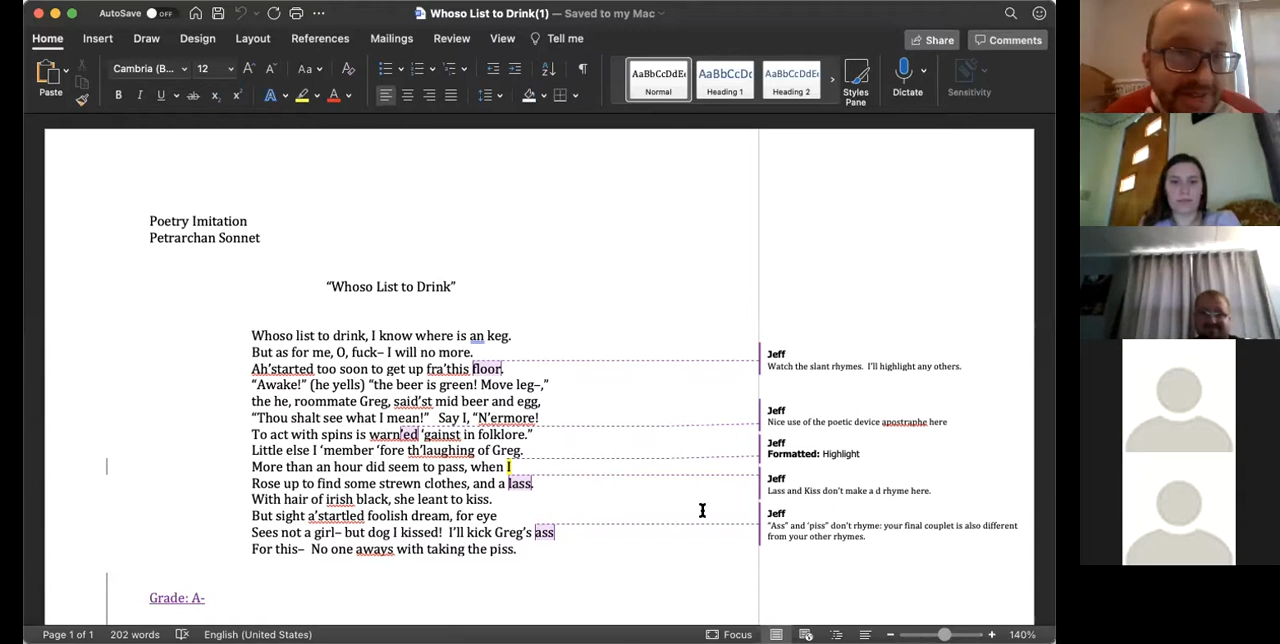 AutoSave OFF
Whoso List to Drink(1) — Saved to my Mac
Home Insert Draw Design Layout References Mailings Review View Tell me
Share Comments
Paste
Cambria (B... 12 A A Aa A
B I U ab x₂ x² A A
AaBbCcDdEe AaBbCcDc AaBbCcDdEe
Normal Heading 1 Heading 2
Styles Pane
Dictate
Sensitivity
Poetry Imitation
Petrarchan Sonnet
“Whoso List to Drink”
Whoso list to drink, I know where is an keg.
But as for me, O, fuck– I will no more.
Ah’started too soon to get up fra’this floor.
“Awake!” (he yells) “the beer is green! Move leg–,”
the he, roommate Greg, said’st mid beer and egg,
“Thou shalt see what I mean!” Say I, “N’ermore!
To act with spins is warn’ed ‘gainst in folklore.”
Little else I ‘member ‘fore th’laughing of Greg.
More than an hour did seem to pass, when I
Rose up to find some strewn clothes, and a lass.
With hair of irish black, she leant to kiss.
But sight a’startled foolish dream, for eye
Sees not a girl– but dog I kissed! I’ll kick Greg’s ass
For this– No one aways with taking the piss.
Grade: A-
Jeff
Watch the slant rhymes. I’ll highlight any others.
Jeff
Nice use of the poetic device apostraphe here
Jeff
Formatted: Highlight
Jeff
Lass and Kiss don’t make a d rhyme here.
Jeff
“Ass” and ‘piss” don’t rhyme: your final couplet is also different
from your other rhymes.
Page 1 of 1 202 words English (United States) Focus 140%